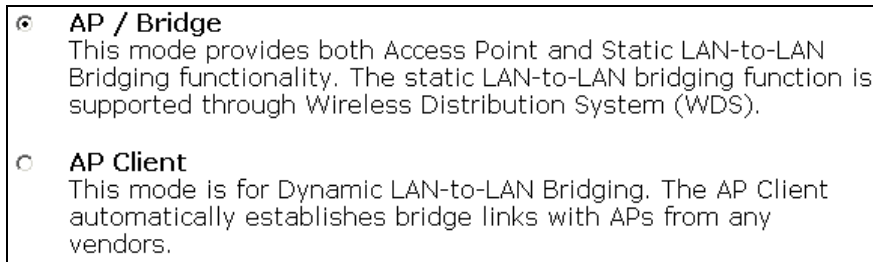 AP / Bridge
This mode provides both Access Point and Static LAN-to-LAN
Bridging functionality. The static LAN-to-LAN bridging function is
supported through Wireless Distribution System (WDS).
AP Client
This mode is for Dynamic LAN-to-LAN Bridging. The AP Client
automatically establishes bridge links with APs from any
vendors.